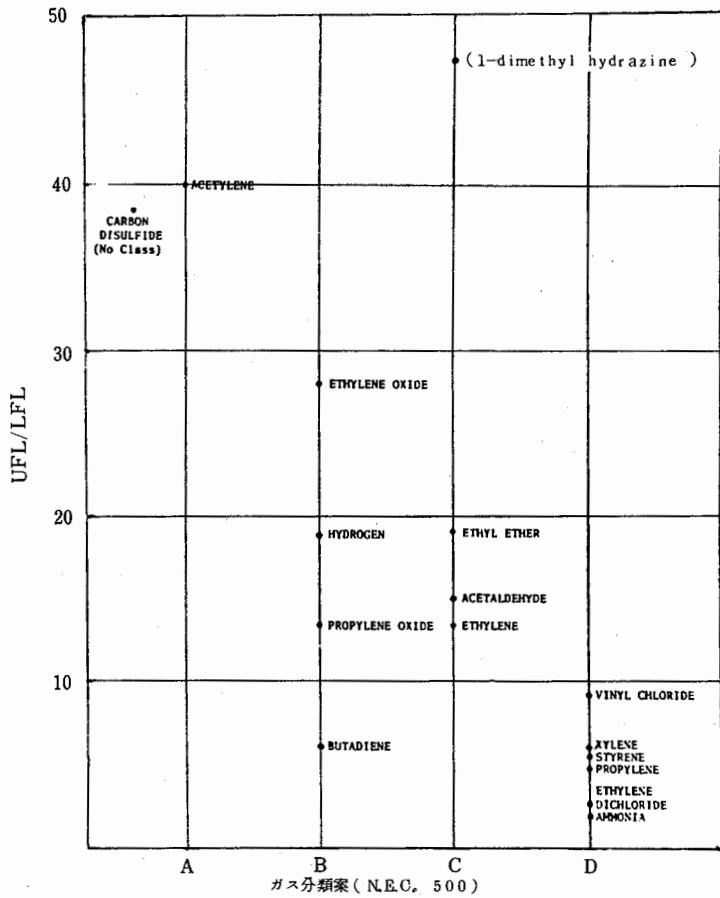 50
(1-dimethyl hydrazine )
40
ACETYLENE
CARBON
DISULFIDE
(No Class)
30
ETHYLENE OXIDE
UFL/LFL
20
HYDROGEN
ETHYL ETHER
ACETALDEHYDE
PROPYLENE OXIDE
ETHYLENE
10
VINYL CHLORIDE
BUTADIENE
XYLENE
STYRENE
PROPYLENE
ETHYLENE
DICHLORIDE
AMMONIA
A B C D
ガス分類案( N.E.C. 500)